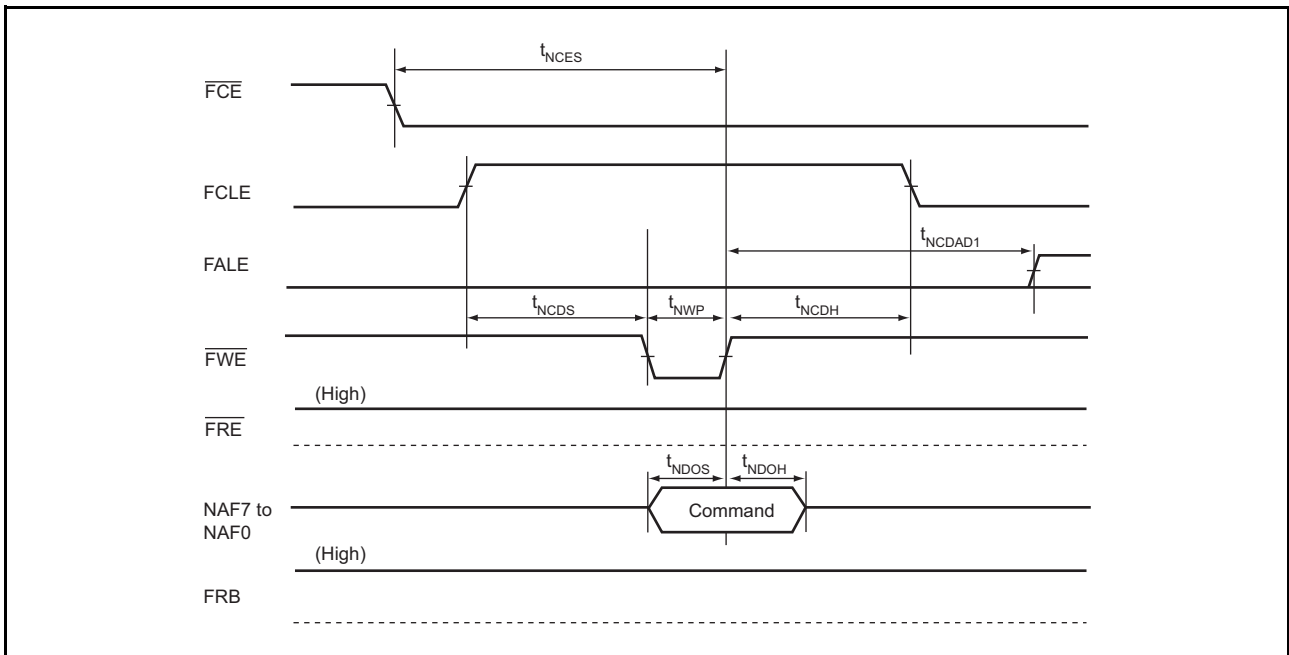 tNCES
FCE
FCLE
tNCDAD1
FALE
tNCDS tNWP tNCDH
FWE
(High)
FRE
tNDOS tNDOH
NAF7 to
NAF0
Command
(High)
FRB